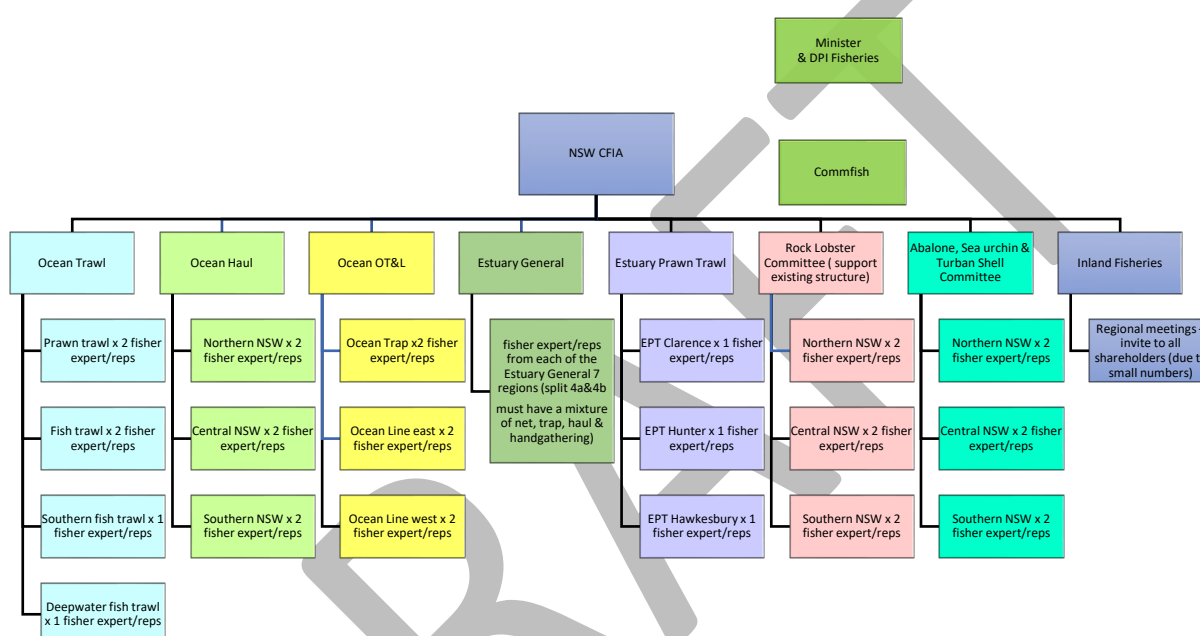 Minister
& DPI Fisheries
NSW CFIA
Commfish
Ocean Trawl
Ocean Haul
Ocean OT&L
Estuary General
Estuary Prawn Trawl
Rock Lobster
Committee ( support
existing structure)
Abalone, Sea urchin &
Turban Shell
Committee
Inland Fisheries
Prawn trawl x 2 fisher
expert/reps
Fish trawl x 2 fisher
expert/reps
Southern fish trawl x 1
fisher expert/reps
Deepwater fish trawl
x 1 fisher expert/reps
Northern NSW x 2
fisher expert/reps
Central NSW x 2 fisher
expert/reps
Southern NSW x 2
fisher expert/reps
Ocean Trap x2 fisher
expert/reps
Ocean Line east x 2
fisher expert/reps
Ocean Line west x 2
fisher expert/reps
fisher expert/reps
from each of the
Estuary General 7
regions (split 4a&4b
must have a mixture
of net, trap, haul &
handgathering)
EPT Clarence x 1 fisher
expert/reps
EPT Hunter x 1 fisher
expert/reps
EPT Hawkesbury x 1
fisher expert/reps
Northern NSW x 2
fisher expert/reps
Central NSW x 2 fisher
expert/reps
Southern NSW x 2
fisher expert/reps
Northern NSW x 2
fisher expert/reps
Central NSW x 2 fisher
expert/reps
Southern NSW x 2
fisher expert/reps
Regional meetings -
invite to all
shareholders (due t
small numbers)
DRAFT